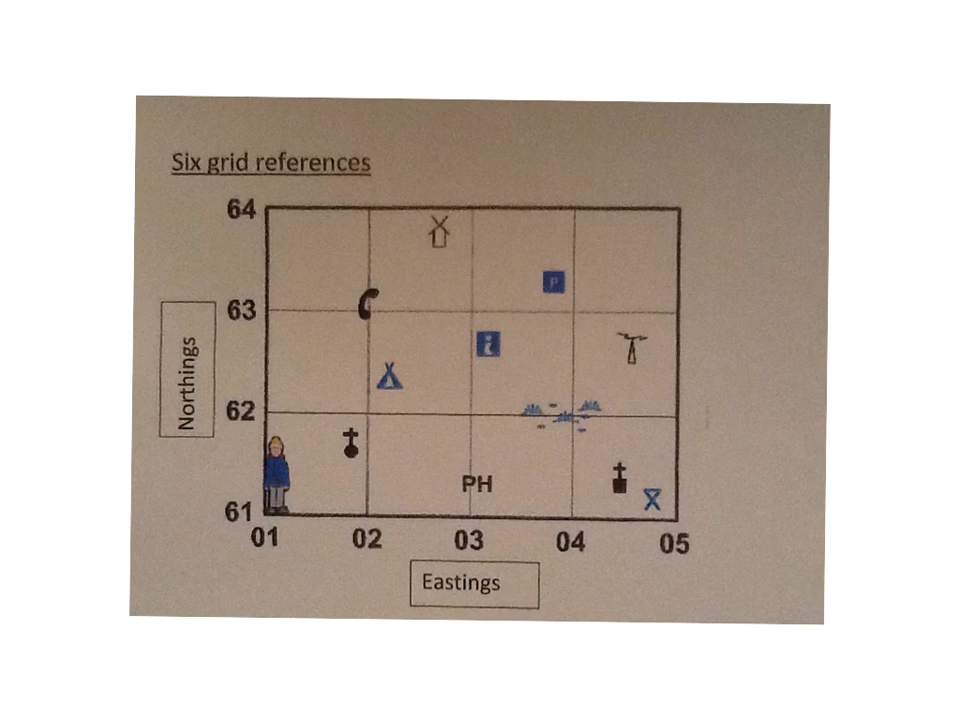 Six grid references
64
P
63
i
Northings
62
PH
61
01 02 03 04 05
Eastings